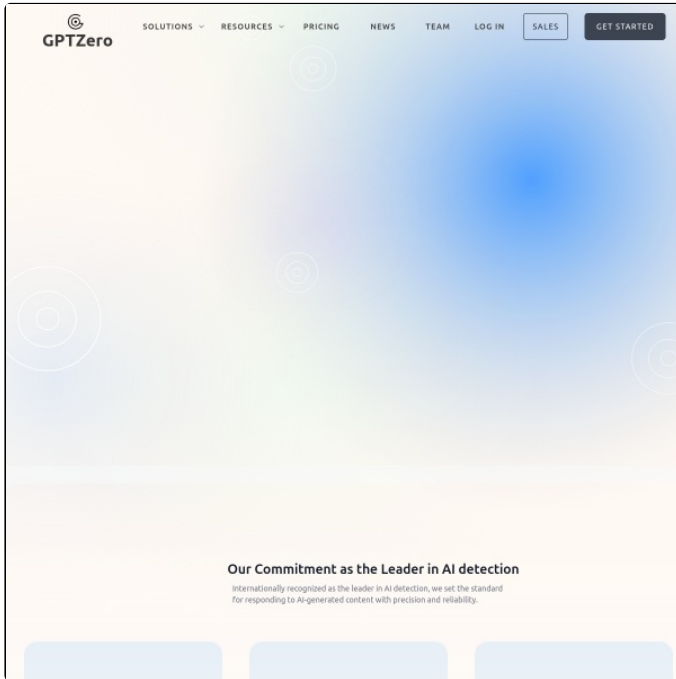 GPTZero
SOLUTIONS RESOURCES PRICING NEWS TEAM LOG IN SALES GET STARTED
Our Commitment as the Leader in AI detection
Internationally recognized as the leader in AI detection, we set the standard
for responding to AI-generated content with precision and reliability.